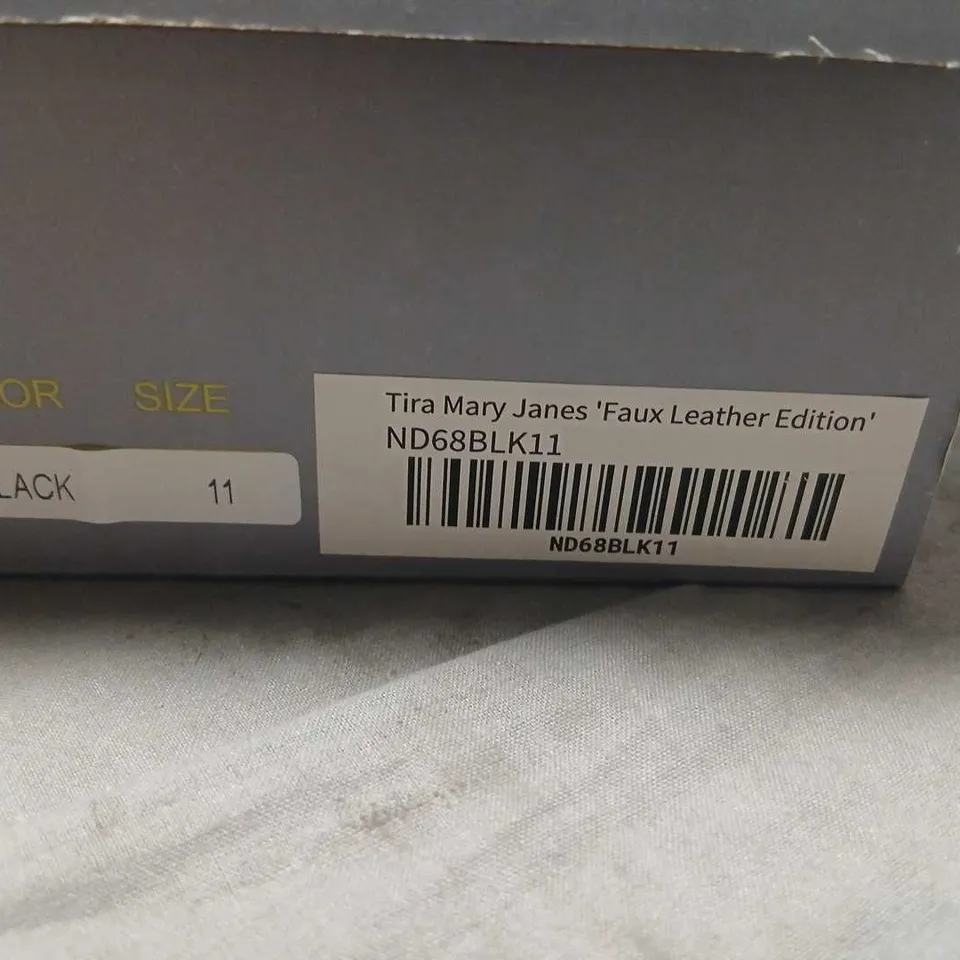 OR SIZE
LACK 11
Tira Mary Janes 'Faux Leather Edition'
ND68BLK11
ND68BLK11